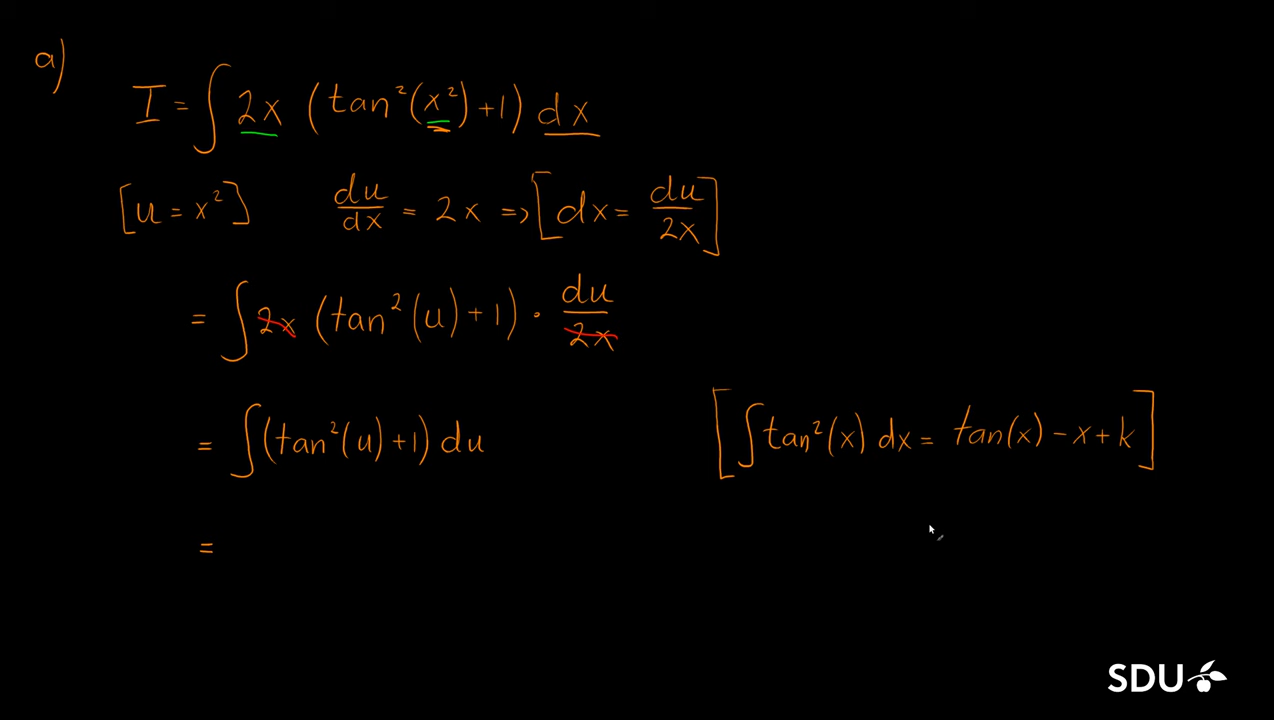 a)
I = ∫ 2x (tan²(x²)+1) dx
[u = x²] du/dx = 2x => [dx = du/2x]
= ∫ 2x (tan²(u)+1) · du/2x
= ∫(tan²(u)+1) du [∫tan²(x) dx = tan(x) − x + k]
=
SDU